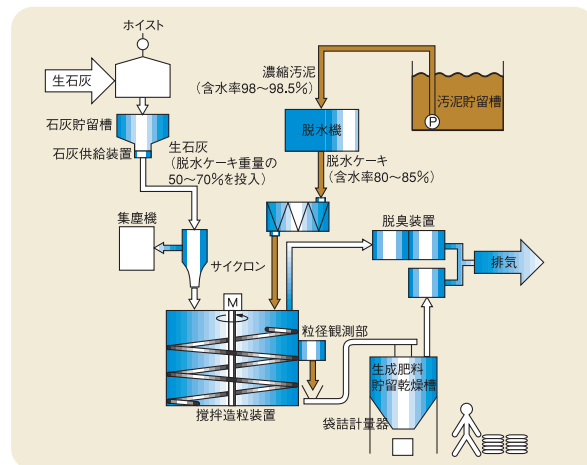 ホイスト
生石灰
石灰貯留槽
石灰供給装置
生石灰
(脱水ケーキ重量の
50~70%を投入)
濃縮汚泥
(含水率98~98.5%)
汚泥貯留槽
P
脱水機
脱水ケーキ
(含水率80~85%)
集塵機
サイクロン
脱臭装置
排気
M
粒径観測部
撹拌造粒装置
生成肥料
貯留乾燥槽
袋詰計量器